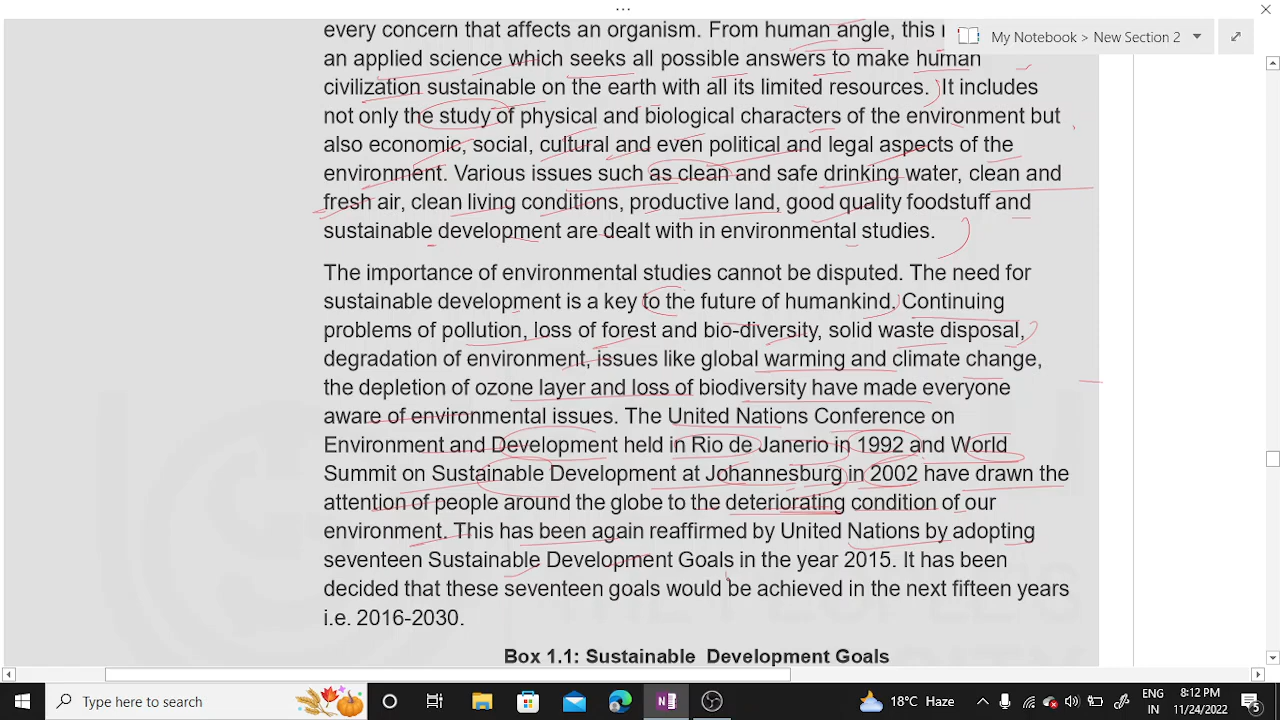 ...
every concern that affects an organism. From human angle, this
My Notebook > New Section 2
an applied science which seeks all possible answers to make human
civilization sustainable on the earth with all its limited resources. It includes
not only the study of physical and biological characters of the environment but
also economic, social, cultural and even political and legal aspects of the
environment. Various issues such as clean and safe drinking water, clean and
fresh air, clean living conditions, productive land, good quality foodstuff and
sustainable development are dealt with in environmental studies.
The importance of environmental studies cannot be disputed. The need for
sustainable development is a key to the future of humankind. Continuing
problems of pollution, loss of forest and bio-diversity, solid waste disposal,
degradation of environment, issues like global warming and climate change,
the depletion of ozone layer and loss of biodiversity have made everyone
aware of environmental issues. The United Nations Conference on
Environment and Development held in Rio de Janerio in 1992 and World
Summit on Sustainable Development at Johannesburg in 2002 have drawn the
attention of people around the globe to the deteriorating condition of our
environment. This has been again reaffirmed by United Nations by adopting
seventeen Sustainable Development Goals in the year 2015. It has been
decided that these seventeen goals would be achieved in the next fifteen years
i.e. 2016-2030.
Box 1.1: Sustainable Development Goals
Type here to search
18°C Haze
ENG
IN
8:12 PM
11/24/2022
5